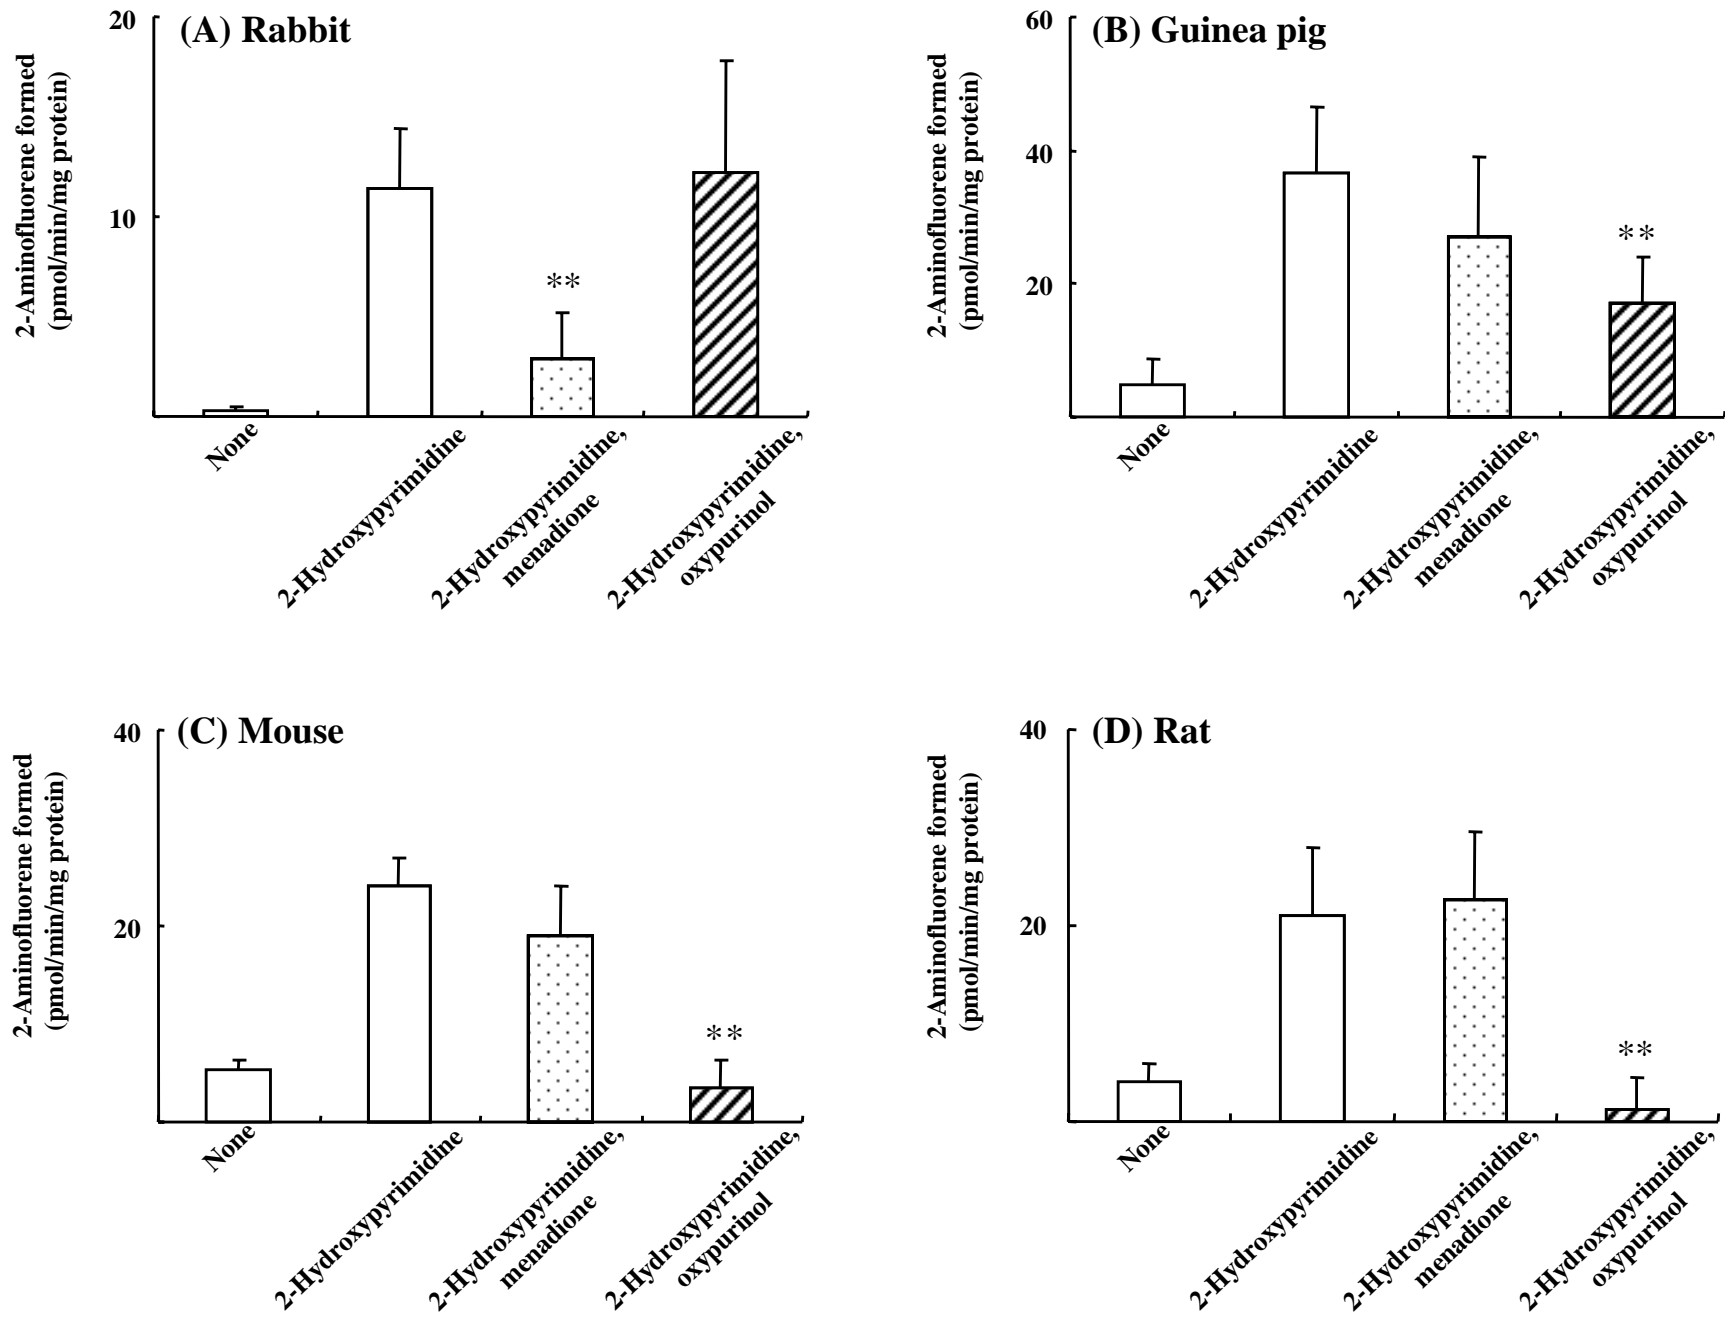 (A) Rabbit
2-Aminofluorene formed
(pmol/min/mg protein)
20
10
**
None
2-Hydroxypyrimidine
2-Hydroxypyrimidine,
menadione
2-Hydroxypyrimidine,
oxypurinol
(B) Guinea pig
2-Aminofluorene formed
(pmol/min/mg protein)
60
40
20
**
None
2-Hydroxypyrimidine
2-Hydroxypyrimidine,
menadione
2-Hydroxypyrimidine,
oxypurinol
(C) Mouse
2-Aminofluorene formed
(pmol/min/mg protein)
40
20
**
None
2-Hydroxypyrimidine
2-Hydroxypyrimidine,
menadione
2-Hydroxypyrimidine,
oxypurinol
(D) Rat
2-Aminofluorene formed
(pmol/min/mg protein)
40
20
**
None
2-Hydroxypyrimidine
2-Hydroxypyrimidine,
menadione
2-Hydroxypyrimidine,
oxypurinol